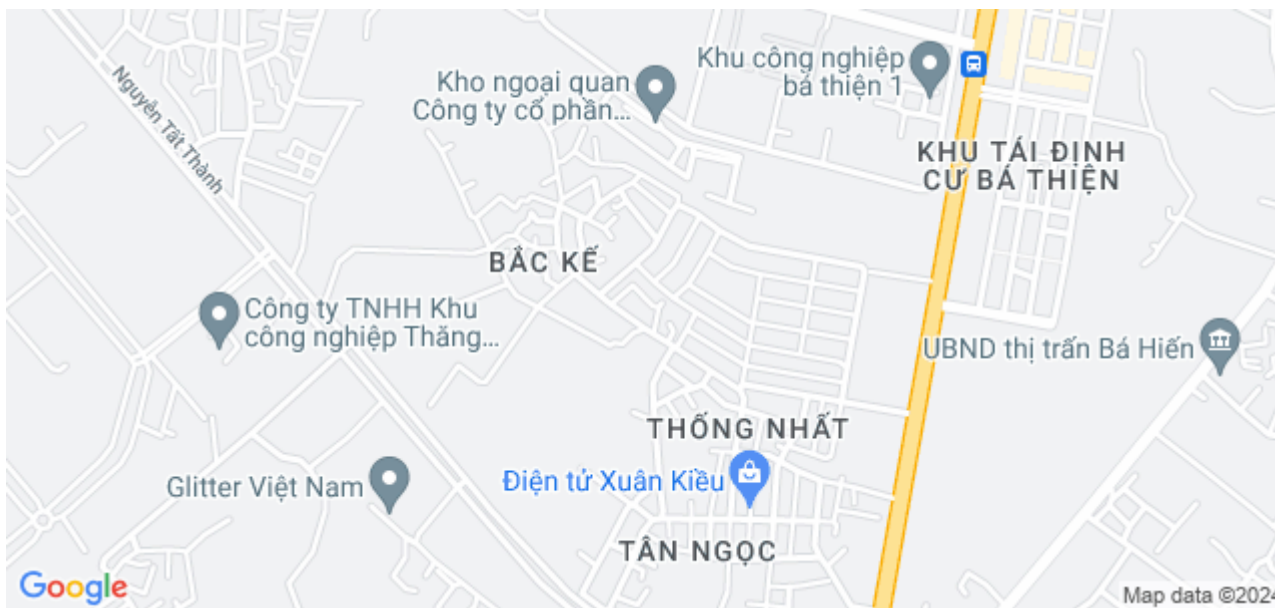 Nguyễn Tất Thành
Kho ngoại quan
Công ty cổ phần...
Khu công nghiệp
bá thiện 1
KHU TÁI ĐỊNH
CƯ BÁ THIỆN
BẮC KẾ
Công ty TNHH Khu
công nghiệp Thăng...
UBND thị trấn Bá Hiến
THỐNG NHẤT
Glitter Việt Nam
Điện tử Xuân Kiều
TÂN NGỌC
Google
Map data ©2024